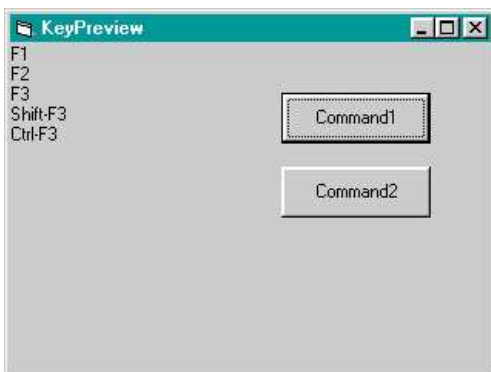 KeyPreview
F1
F2
F3
Shift-F3
Ctrl-F3
Command1
Command2